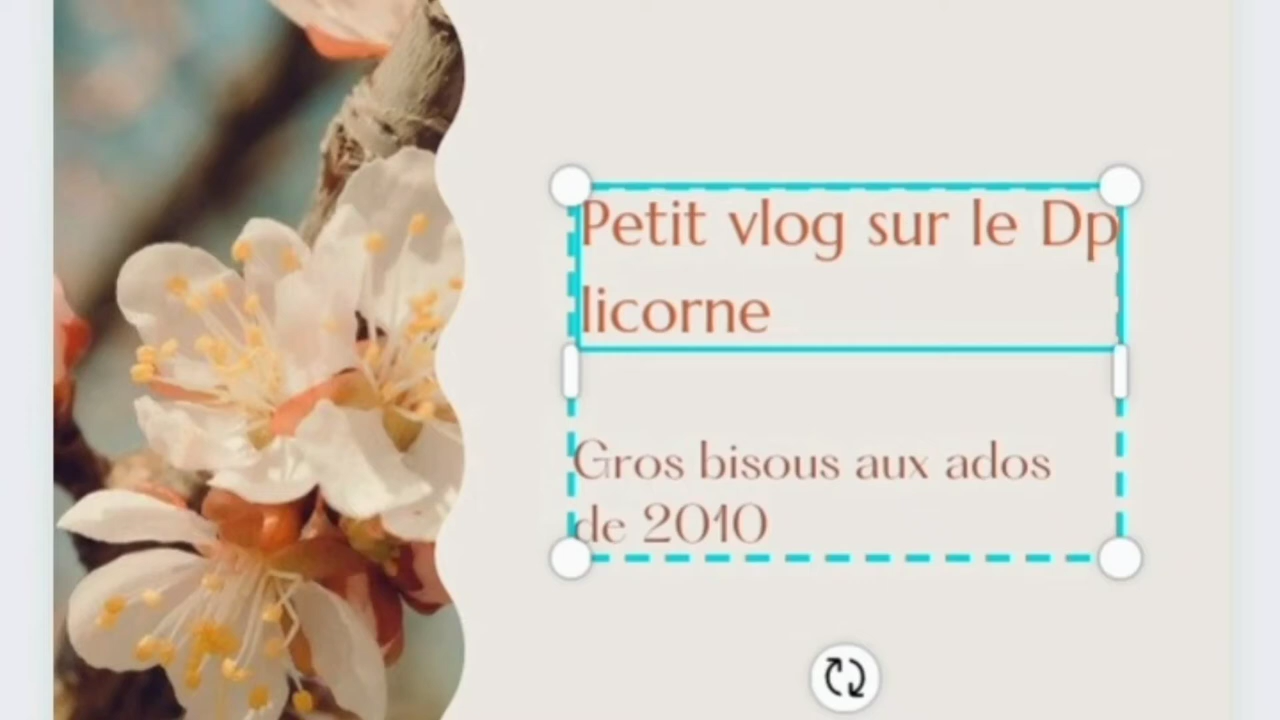 Petit vlog sur le Dp
licorne
Gros bisous aux ados
de 2010